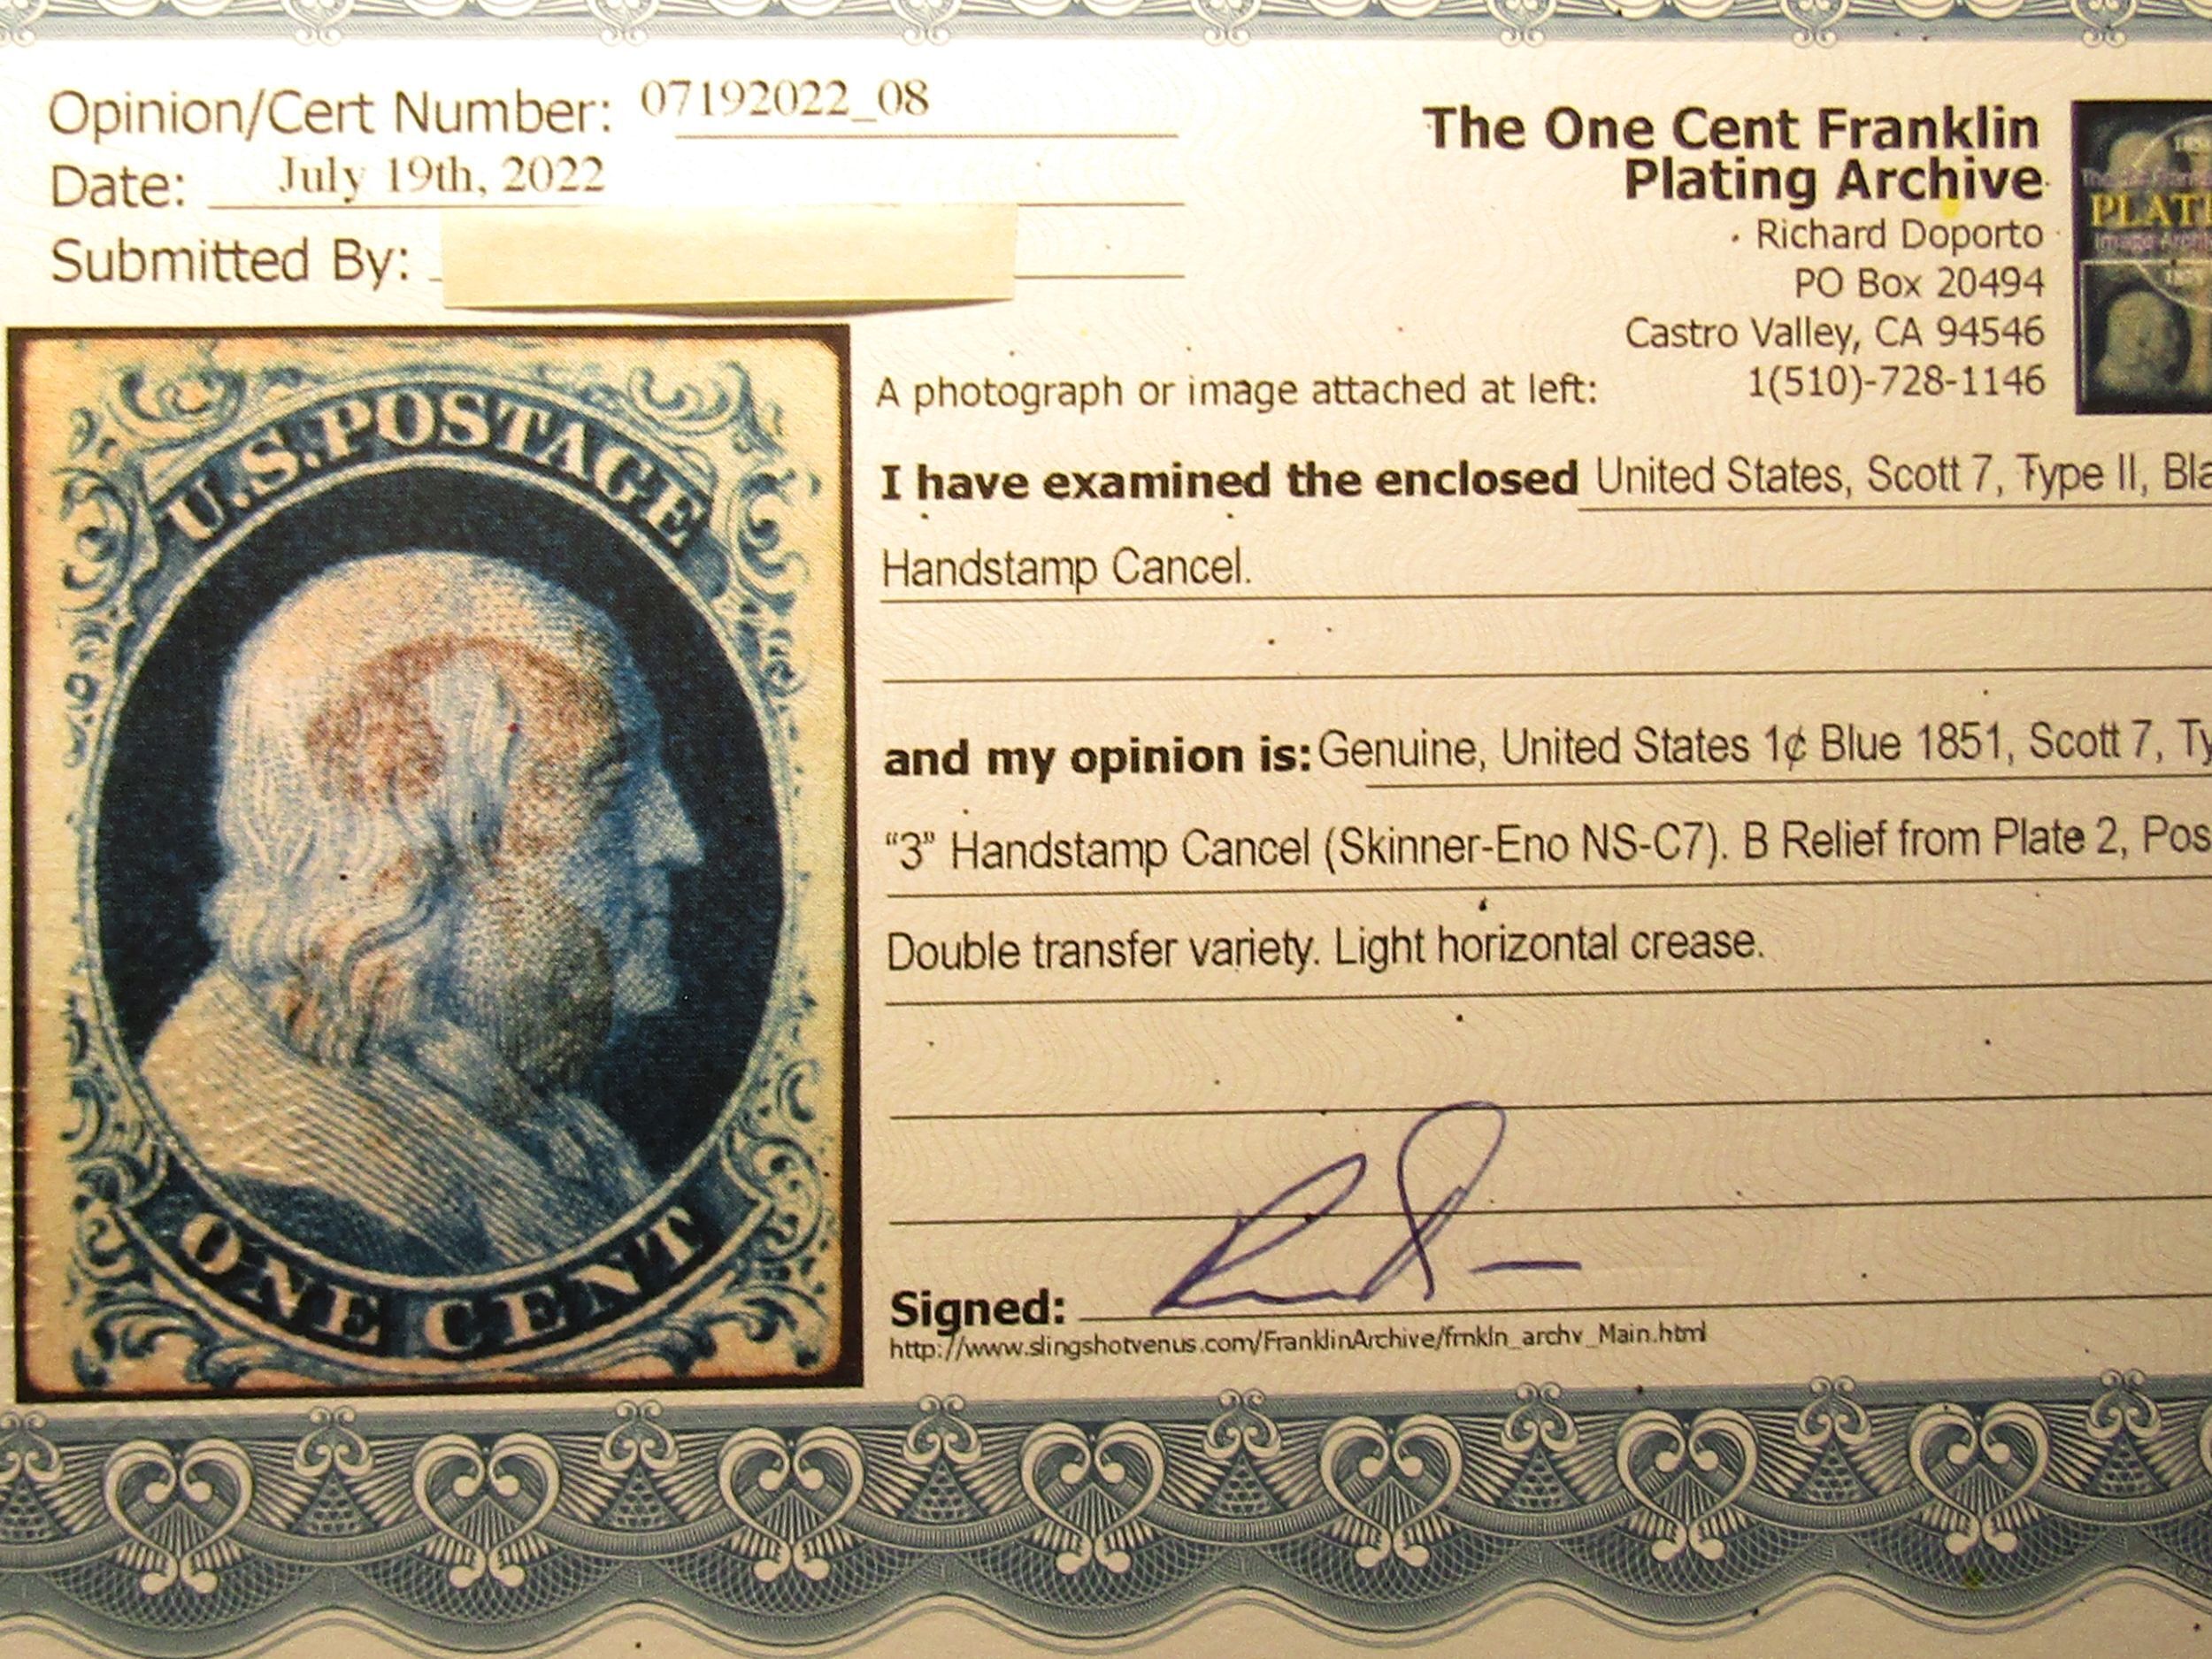 Opinion/Cert Number: 07192022_08
Date: July 19th, 2022
Submitted By:
The One Cent Franklin
Plating Archive
Richard Doporto
PO Box 20494
Castro Valley, CA 94546
1(510)-728-1146
PLAT
U.S.POSTAGE
ONE CENT
A photograph or image attached at left:
I have examined the enclosed United States, Scott 7, Type II, Bla
Handstamp Cancel.
and my opinion is: Genuine, United States 1¢ Blue 1851, Scott 7, Ty
“3” Handstamp Cancel (Skinner-Eno NS-C7). B Relief from Plate 2, Pos
Double transfer variety. Light horizontal crease.
Signed:
http://www.slingshotvenus.com/FranklinArchive/frnkln_archv_Main.html